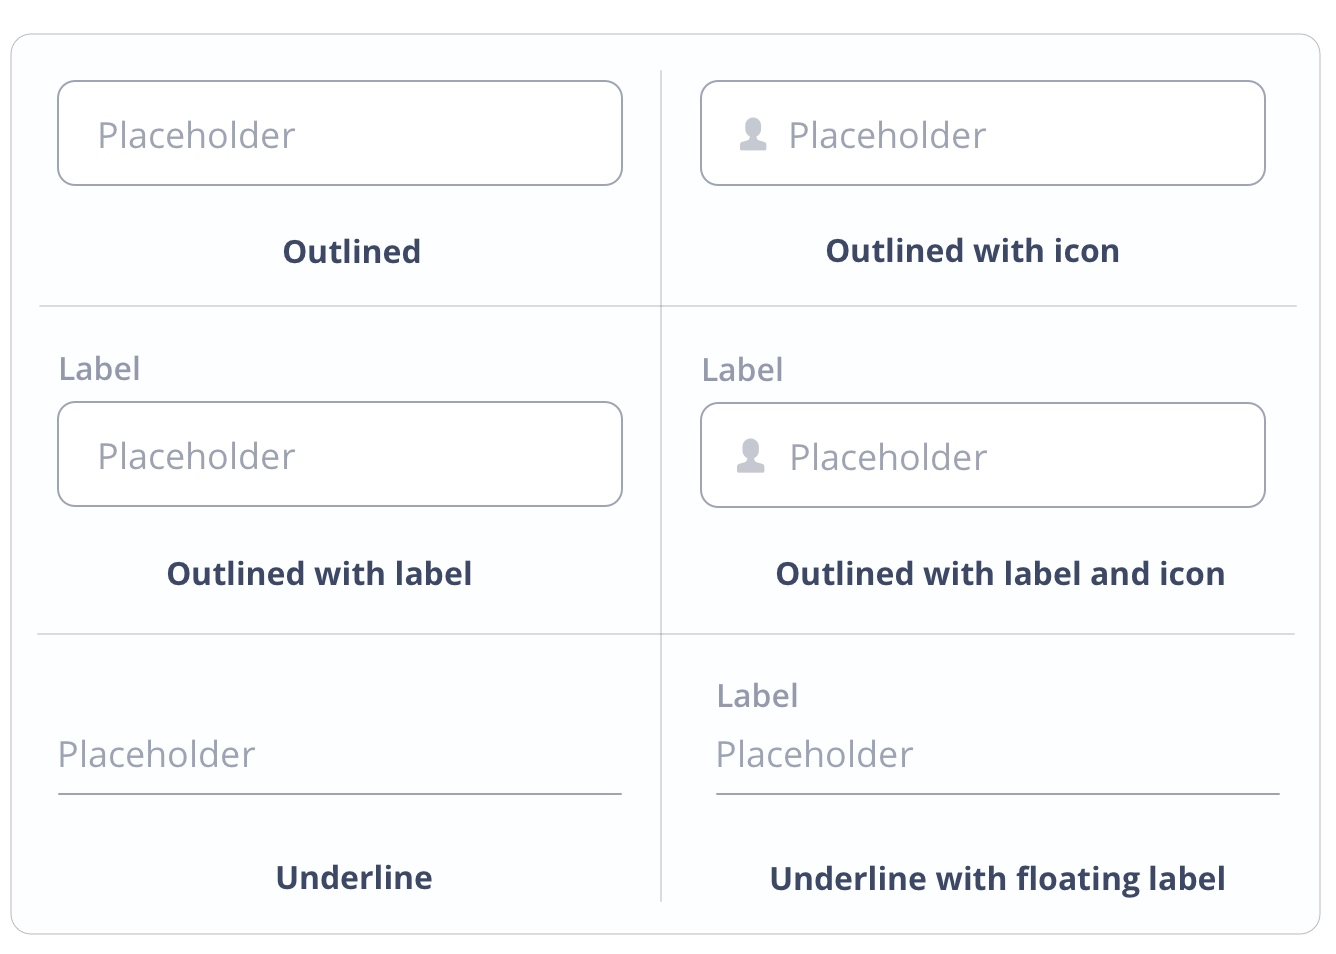 Placeholder
Placeholder
Outlined
Outlined with icon
Label
Label
Placeholder
Placeholder
Outlined with label
Outlined with label and icon
Label
Placeholder
Placeholder
Underline
Underline with floating label